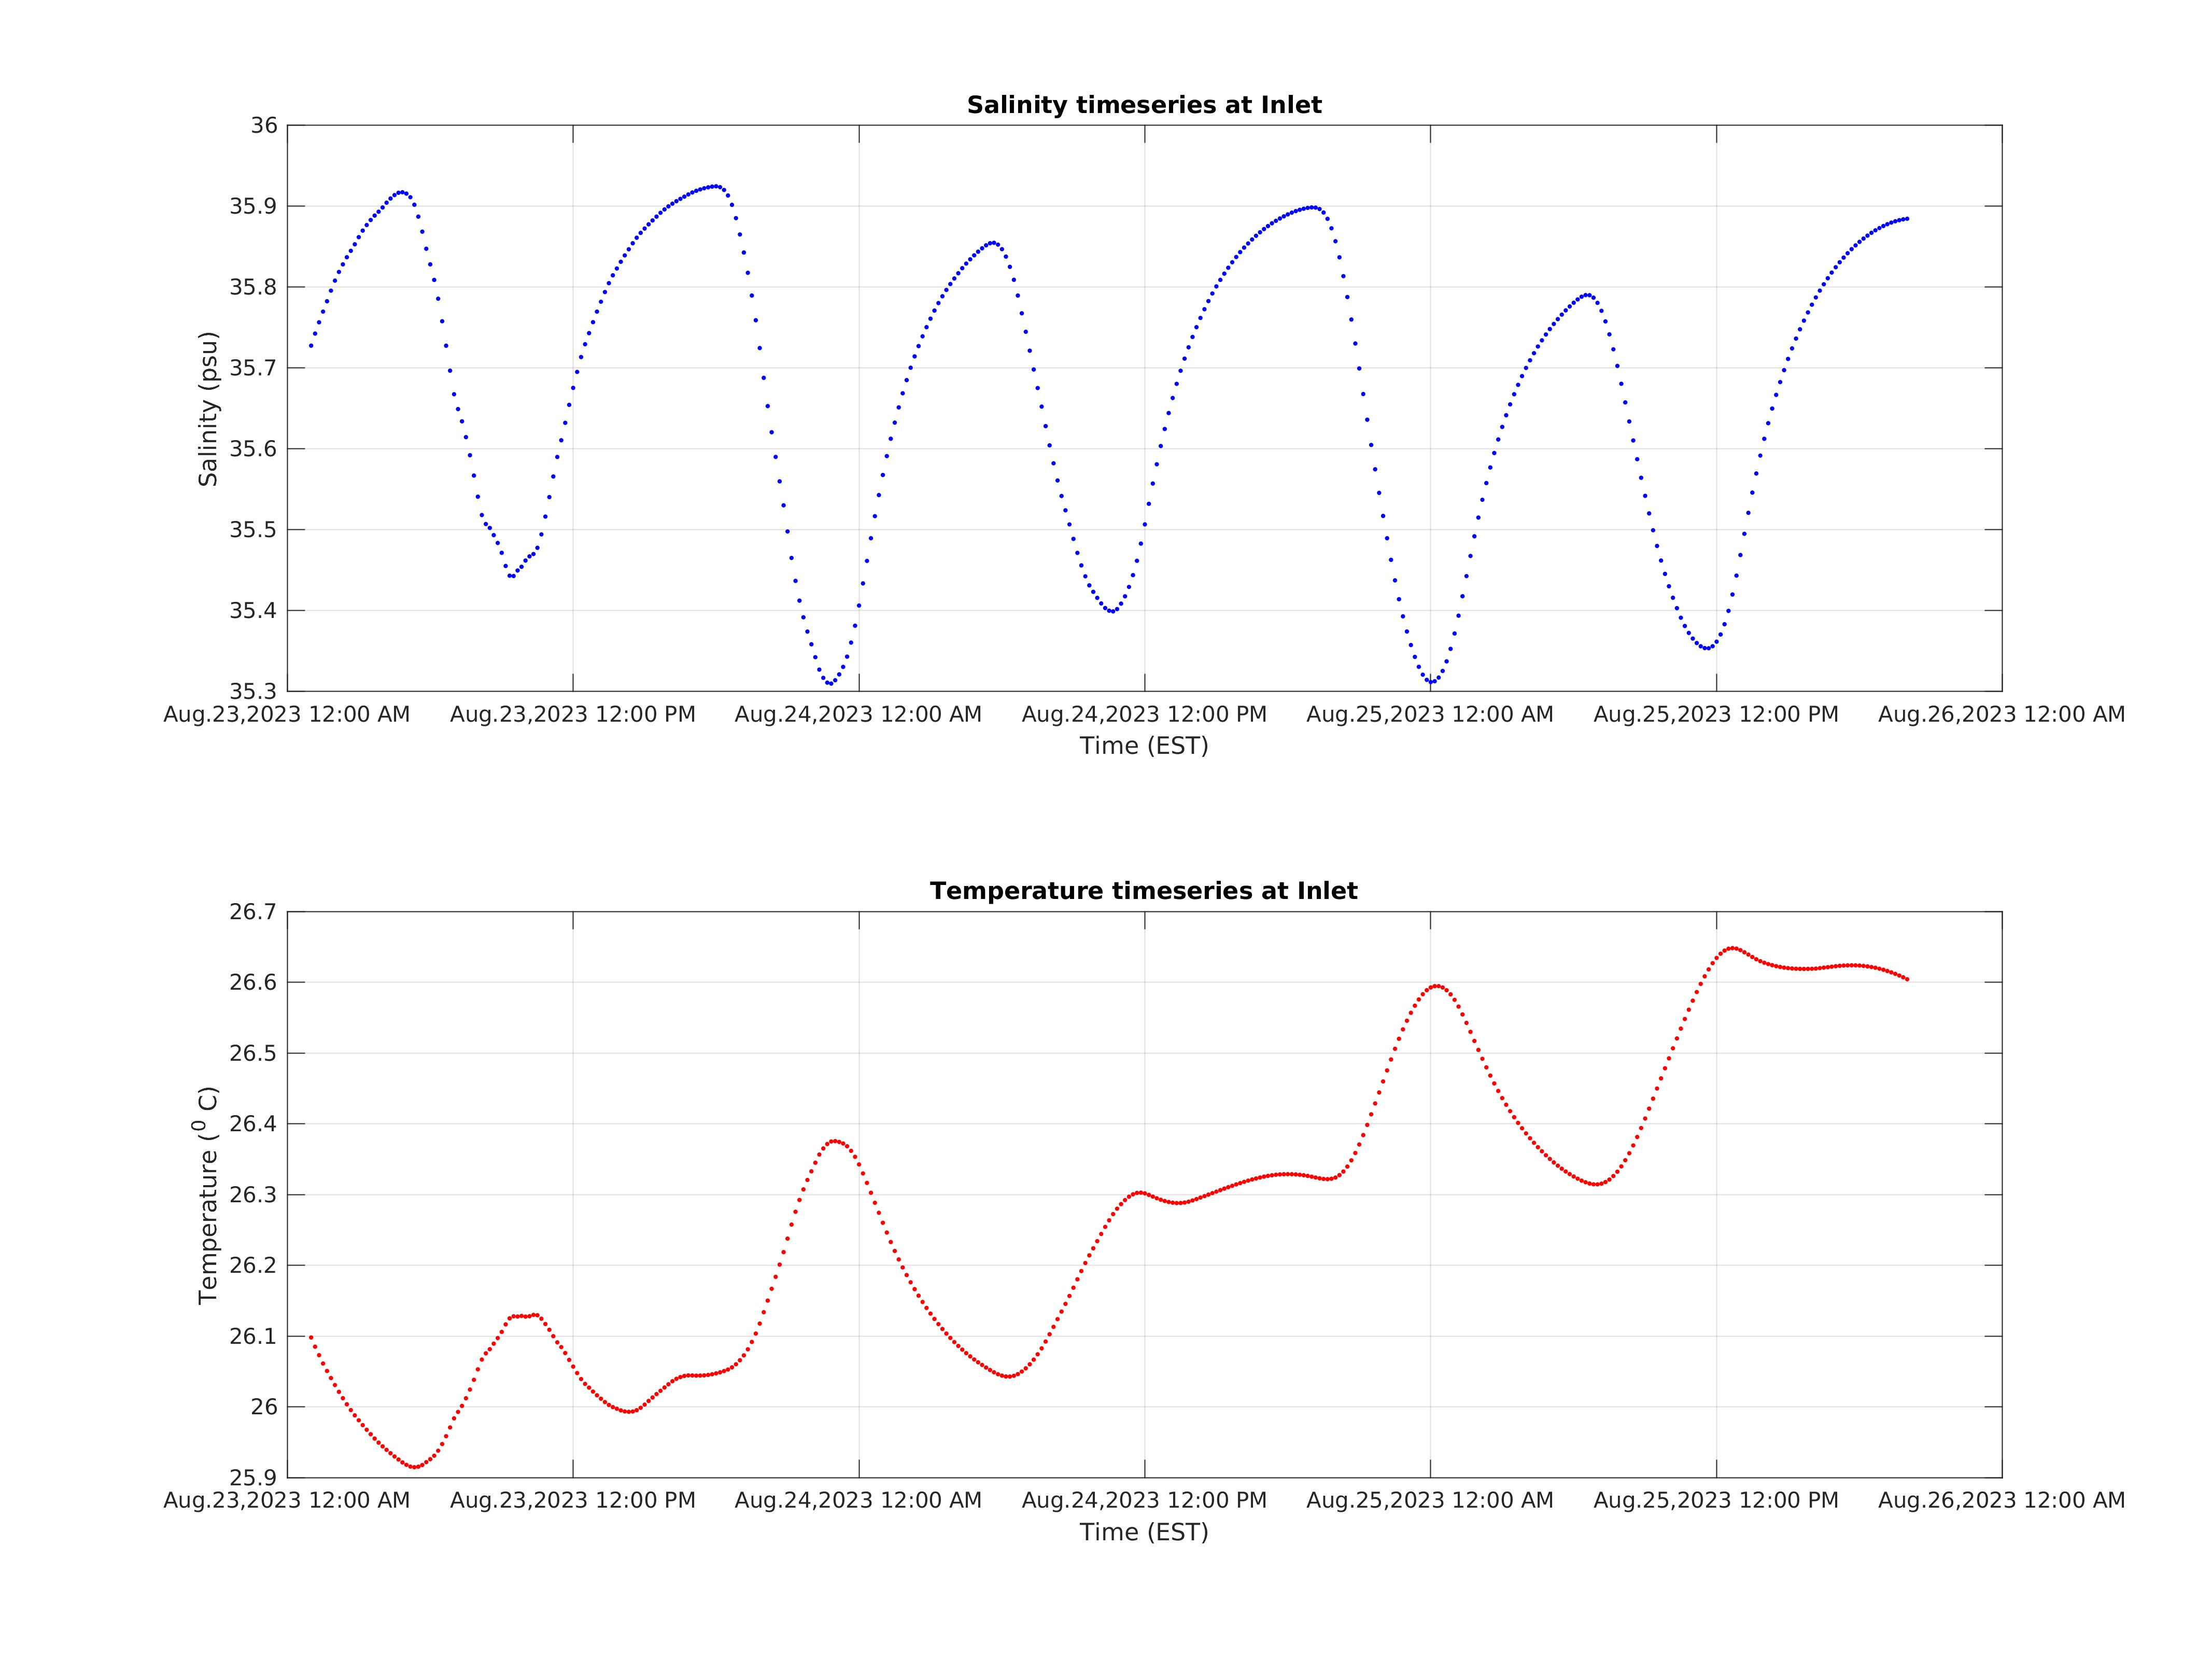 Salinity timeseries at Inlet
36
35.9
35.8
35.7
35.6
35.5
35.4
35.3
Salinity (psu)
Aug.23,2023 12:00 AM Aug.23,2023 12:00 PM Aug.24,2023 12:00 AM Aug.24,2023 12:00 PM Aug.25,2023 12:00 AM Aug.25,2023 12:00 PM Aug.26,2023 12:00 AM
Time (EST)
Temperature timeseries at Inlet
26.7
26.6
26.5
26.4
26.3
26.2
26.1
26
25.9
Temperature (⁰ C)
Aug.23,2023 12:00 AM Aug.23,2023 12:00 PM Aug.24,2023 12:00 AM Aug.24,2023 12:00 PM Aug.25,2023 12:00 AM Aug.25,2023 12:00 PM Aug.26,2023 12:00 AM
Time (EST)